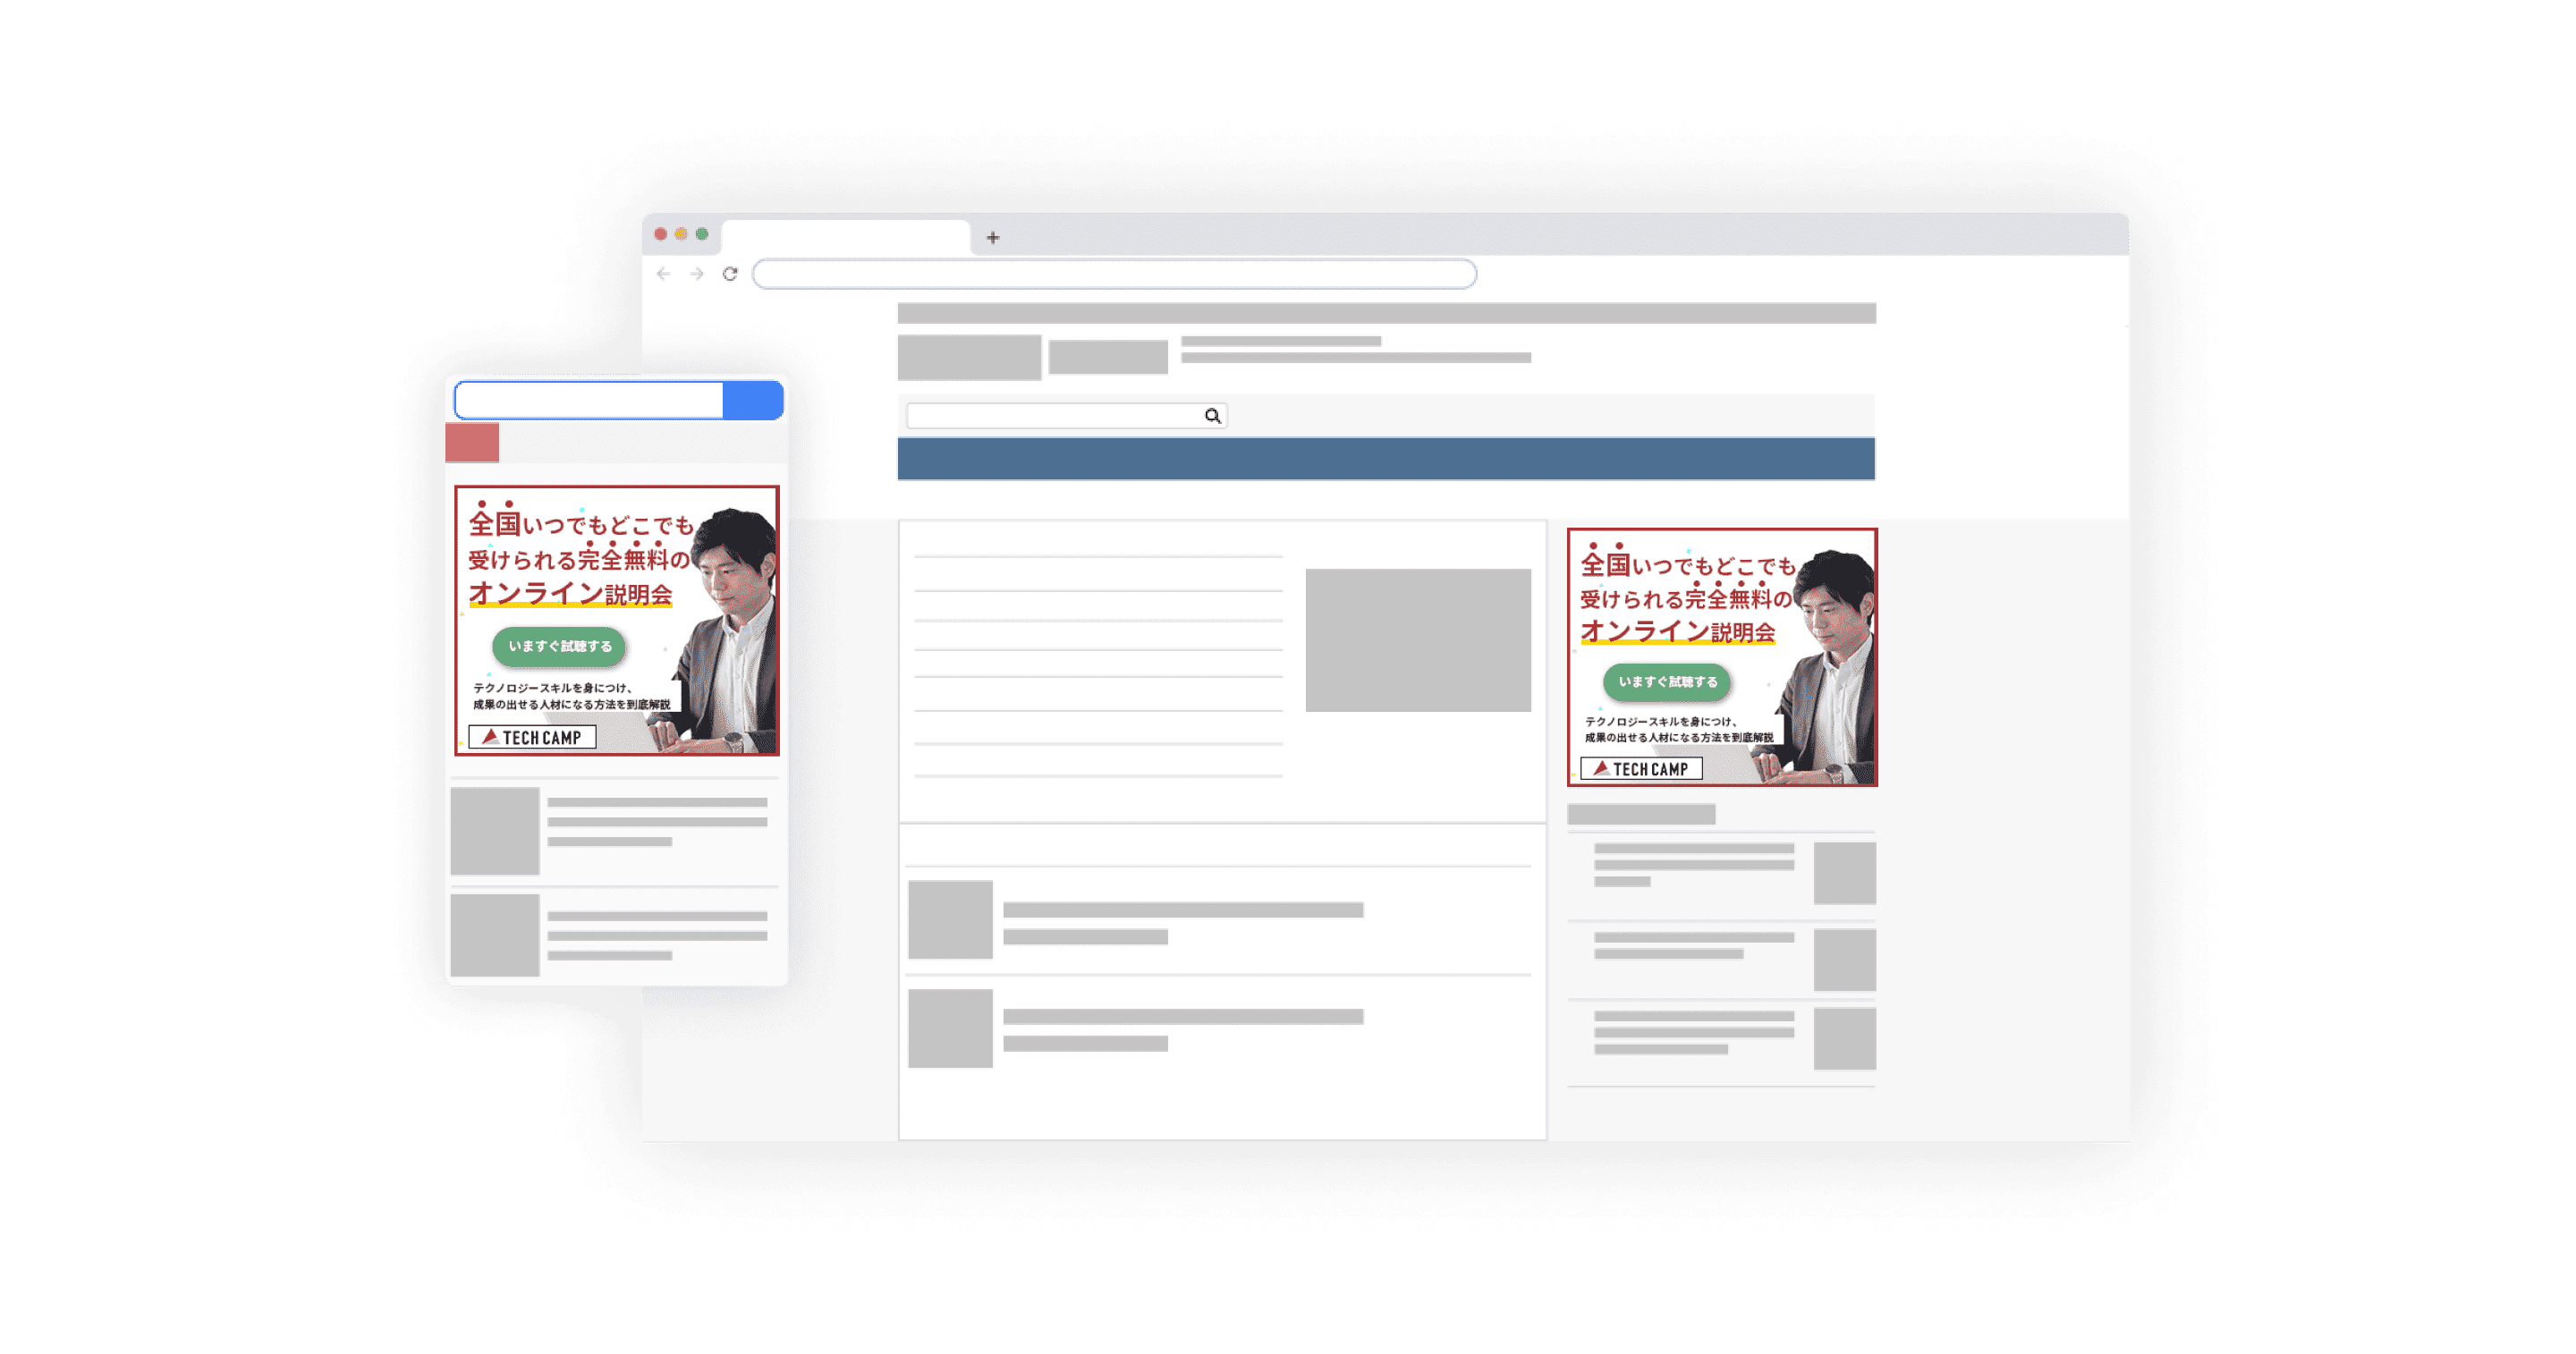 全国いつでもどこでも
受けられる完全無料の
オンライン説明会
いますぐ試聴する
テクノロジースキルを身につけ、
成果の出せる人材になる方法を到底解説
TECH CAMP
全国いつでもどこでも
受けられる完全無料の
オンライン説明会
いますぐ試聴する
テクノロジースキルを身につけ、
成果の出せる人材になる方法を到底解説
TECH CAMP